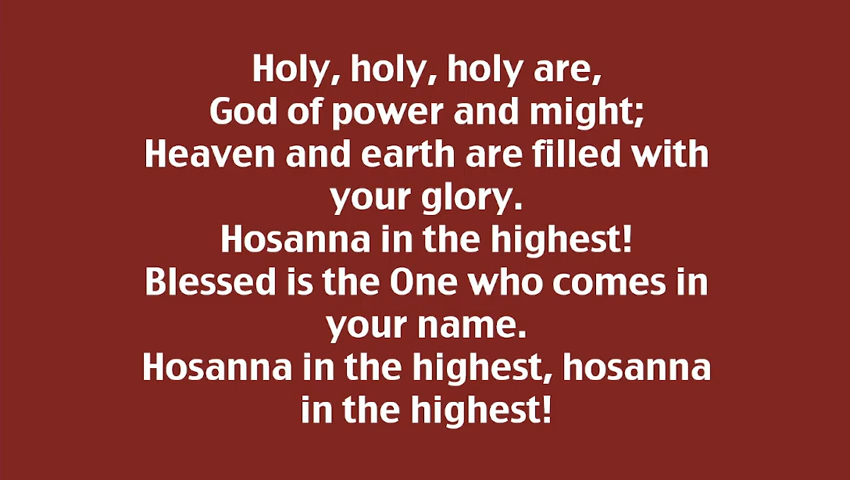 Holy, holy, holy are,
God of power and might;
Heaven and earth are filled with
your glory.
Hosanna in the highest!
Blessed is the One who comes in
your name.
Hosanna in the highest, hosanna
in the highest!